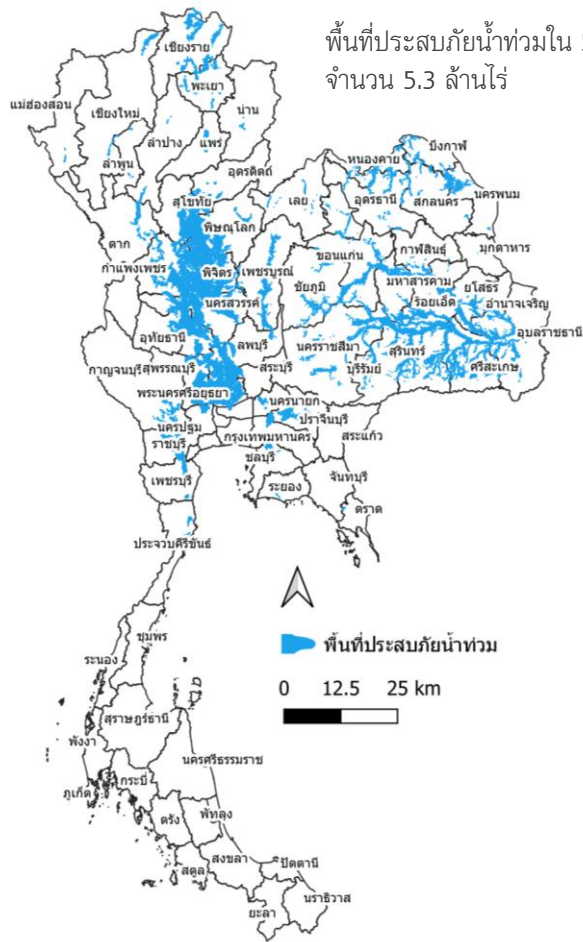 พื้นที่ประสบภัยน้ำท่วมใน
จำนวน 5.3 ล้านไร่
เชียงราย
พะเยา
แม่ฮ่องสอน
เชียงใหม่
น่าน
ลำปาง
แพร่
ลำพูน
อุตรดิตถ์
บึงกาฬ
หนองคาย
เลย
อุดรธานี
สกลนคร
นครพนม
สุโขทัย
พิษณุโลก
ตาก
กำแพงเพชร
พิจิตร
เพชรบูรณ์
ขอนแก่น
กาฬสินธุ์
มุกดาหาร
ชัยภูมิ
มหาสารคาม
ร้อยเอ็ด
ยโสธร
อำนาจเจริญ
นครสวรรค์
อุทัยธานี
ลพบุรี
นครราชสีมา
บุรีรัมย์
สุรินทร์
ศรีสะเกษ
อุบลราชธานี
กาญจนบุรี
สุพรรณบุรี
สระบุรี
พระนครศรีอยุธยา
นครนายก
ปราจีนบุรี
นครปฐม
กรุงเทพมหานคร
สระแก้ว
ราชบุรี
ชลบุรี
เพชรบุรี
ระยอง
จันทบุรี
ตราด
ประจวบคีรีขันธ์
พื้นที่ประสบภัยน้ำท่วม
0 12.5 25 km
ชุมพร
ระนอง
สุราษฎร์ธานี
พังงา
นครศรีธรรมราช
ภูเก็ต
กระบี่
ตรัง
พัทลุง
สงขลา
ปัตตานี
สตูล
ยะลา
นราธิวาส